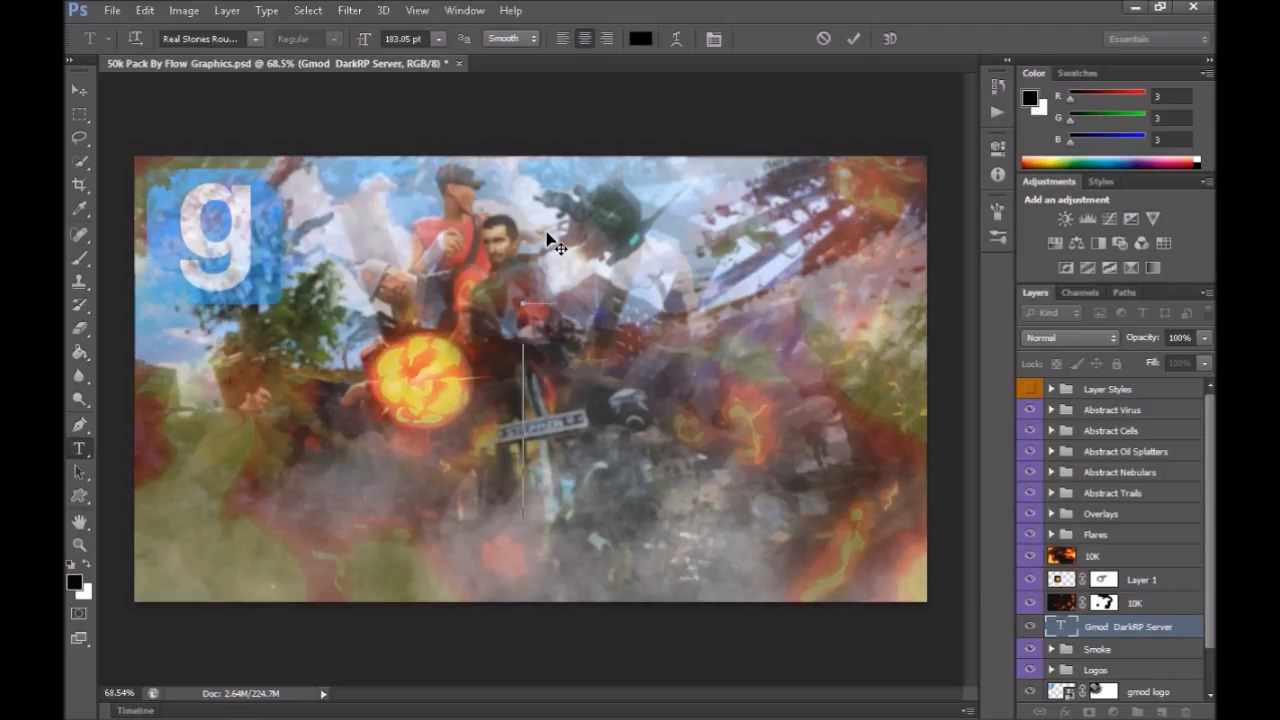 Ps File Edit Image Layer Type Select Filter 3D View Window Help
T Real Stones Rou... Regular 183.05 pt aa Smooth 3D Essentials
50k Pack By Flow Graphics.psd @ 68.5% (Gmod DarkRP Server, RGB/8) * ×
Color Swatches
R 3
G 3
B 3
Adjustments Styles
Add an adjustment
Layers Channels Paths
Kind
Normal Opacity: 100%
Lock: Fill: 100%
Layer Styles
Abstract Virus
Abstract Cells
Abstract Oil Splatters
Abstract Nebulars
Abstract Trails
Overlays
Flares
10K
Layer 1
10K
T Gmod DarkRP Server
Smoke
Logos
gmod logo
g
68.54% Doc: 2.64M/224.7M
Timeline